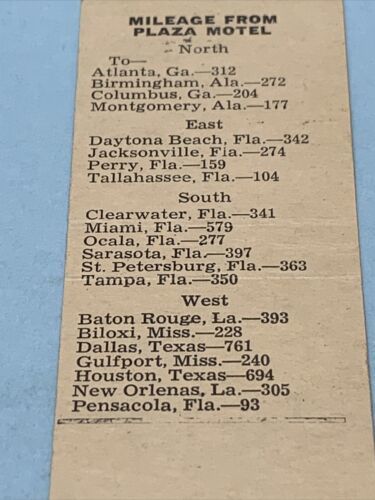 MILEAGE FROM
PLAZA MOTEL
North
To—
Atlanta, Ga.—312
Birmingham, Ala.—272
Columbus, Ga.—204
Montgomery, Ala.—177
East
Daytona Beach, Fla.—342
Jacksonville, Fla.—274
Perry, Fla.—159
Tallahassee, Fla.—104
South
Clearwater, Fla.—341
Miami, Fla.—579
Ocala, Fla.—277
Sarasota, Fla.—397
St. Petersburg, Fla.—363
Tampa, Fla.—350
West
Baton Rouge, La.—393
Biloxi, Miss.—228
Dallas, Texas—761
Gulfport, Miss.—240
Houston, Texas—694
New Orlenas, La.—305
Pensacola, Fla.—93